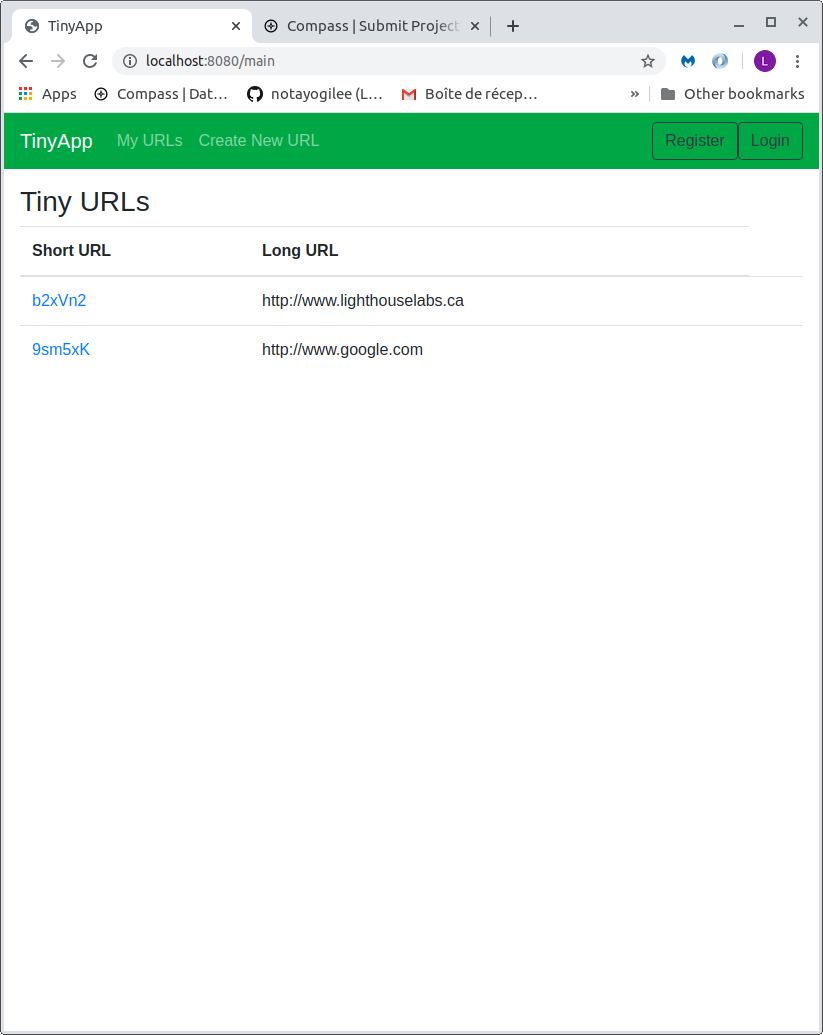 TinyApp
Compass | Submit Project
localhost:8080/main
L
Apps
Compass | Dat…
notayogilee (L…
Boîte de récep…
»
Other bookmarks
TinyApp My URLs Create New URL Register Login
Tiny URLs
Short URL Long URL
b2xVn2 http://www.lighthouselabs.ca
9sm5xK http://www.google.com